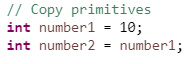 // Copy primitives
int number1 = 10;
int number2 = number1;